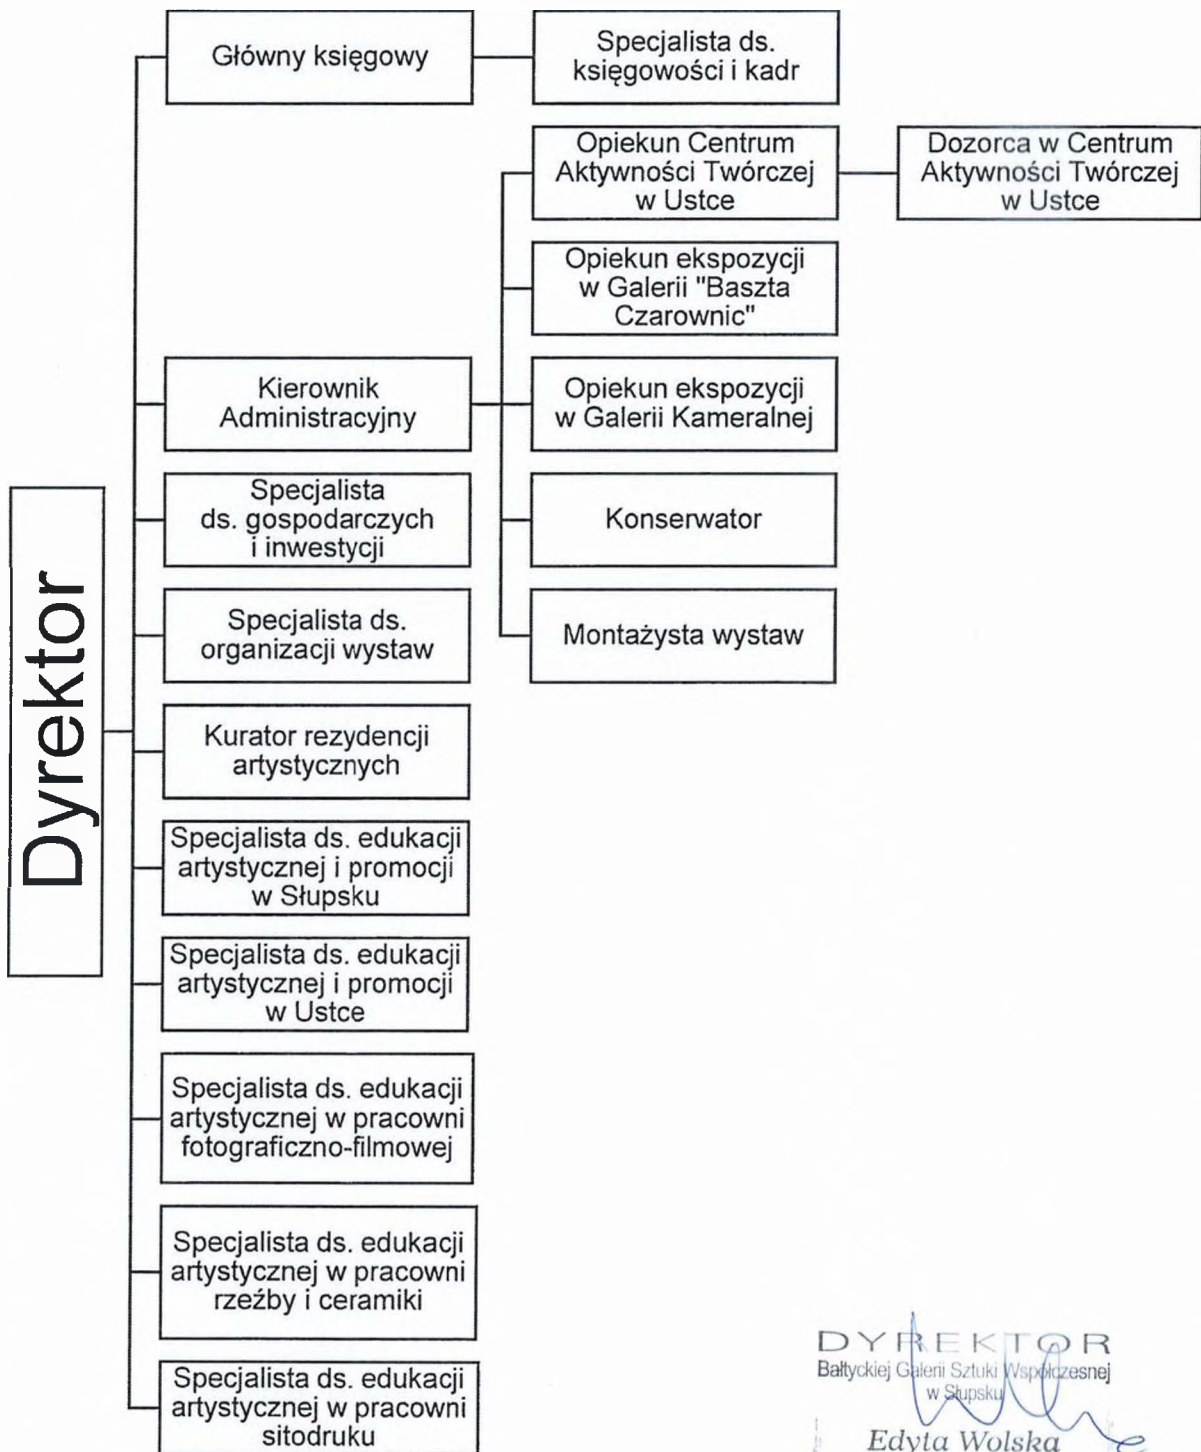 Dyrektor
Główny księgowy
Specjalista ds.
księgowości i kadr
Opiekun Centrum
Aktywności Twórczej
w Ustce
Dozorca w Centrum
Aktywności Twórczej
w Ustce
Opiekun ekspozycji
w Galerii "Baszta
Czarownic"
Kierownik
Administracyjny
Opiekun ekspozycji
w Galerii Kameralnej
Specjalista
ds. gospodarczych
i inwestycji
Konserwator
Specjalista ds.
organizacji wystaw
Montażysta wystaw
Kurator rezydencji
artystycznych
Specjalista ds. edukacji
artystycznej i promocji
w Słupsku
Specjalista ds. edukacji
artystycznej i promocji
w Ustce
Specjalista ds. edukacji
artystycznej w pracowni
fotograficzno-filmowej
Specjalista ds. edukacji
artystycznej w pracowni
rzeźby i ceramiki
Specjalista ds. edukacji
artystycznej w pracowni
sitodruku
DYREKTOR
Bałtyckiej Galerii Sztuki Współczesnej
w Słupsku
Edyta Wolska